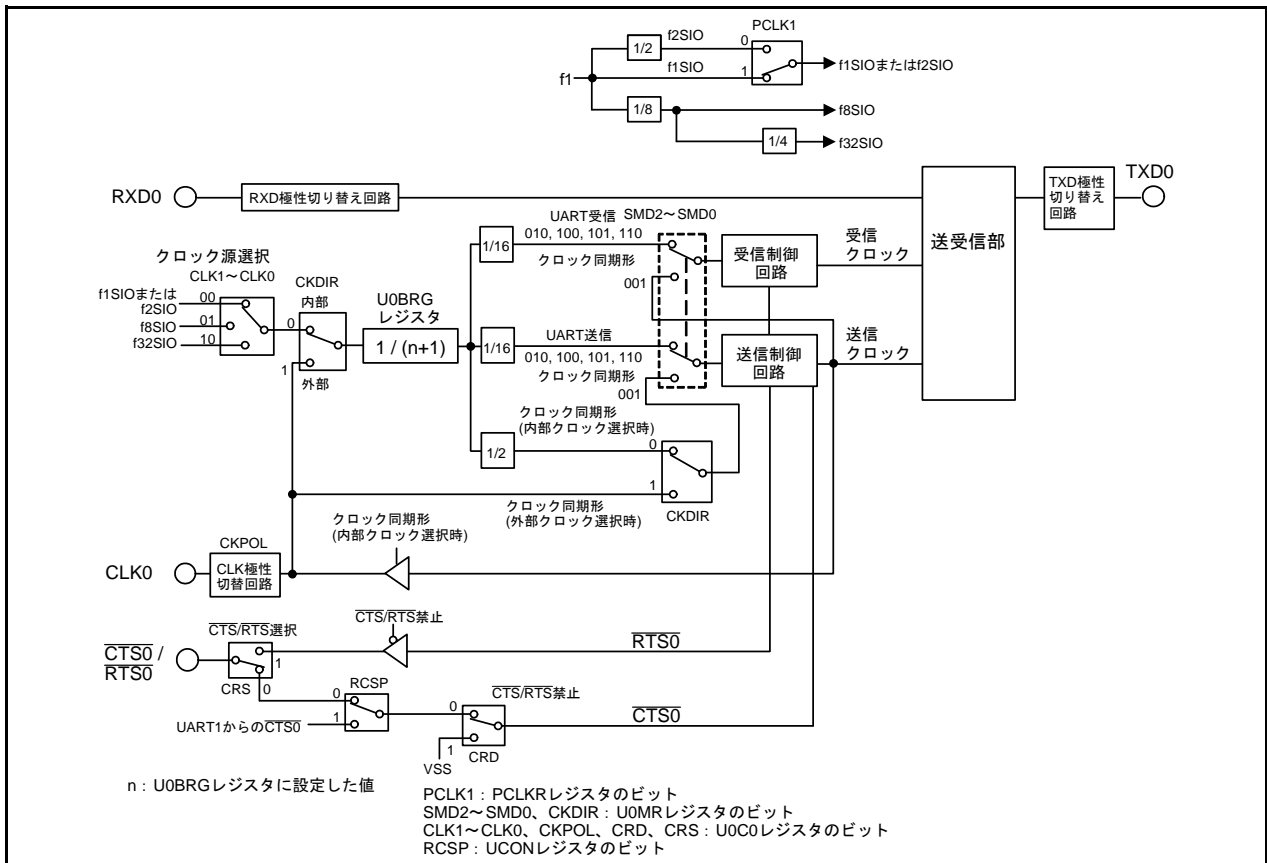 PCLK1
f2SIO
1/2
0
f1
f1SIO
1
f1SIOまたはf2SIO
1/8
f8SIO
1/4
f32SIO
RXD0
RXD極性切り替え回路
送受信部
TXD極性
切り替え
回路
TXD0
UART受信
SMD2～SMD0
1/16
010, 100, 101, 110
クロック同期形
001
受信制御
回路
受信
クロック
クロック源選択
CLK1～CLK0
f1SIOまたは
f2SIO
00
f8SIO
01
f32SIO
10
CKDIR
内部
0
1
外部
U0BRG
レジスタ
1 / (n+1)
1/16
UART送信
010, 100, 101, 110
クロック同期形
001
送信制御
回路
送信
クロック
クロック同期形
(内部クロック選択時)
1/2
0
1
CKDIR
クロック同期形
(外部クロック選択時)
クロック同期形
(内部クロック選択時)
CKPOL
CLK0
CLK極性
切替回路
CTS/RTS選択
CTS/RTS禁止
CTS0 /
RTS0
1
CRS
0
RTS0
RCSP
0
1
UART1からのCTS0
CTS/RTS禁止
0
1
CRD
VSS
CTS0
n : U0BRGレジスタに設定した値
PCLK1 : PCLKRレジスタのビット
SMD2～SMD0、CKDIR : U0MRレジスタのビット
CLK1～CLK0、CKPOL、CRD、CRS : U0C0レジスタのビット
RCSP : UCONレジスタのビット